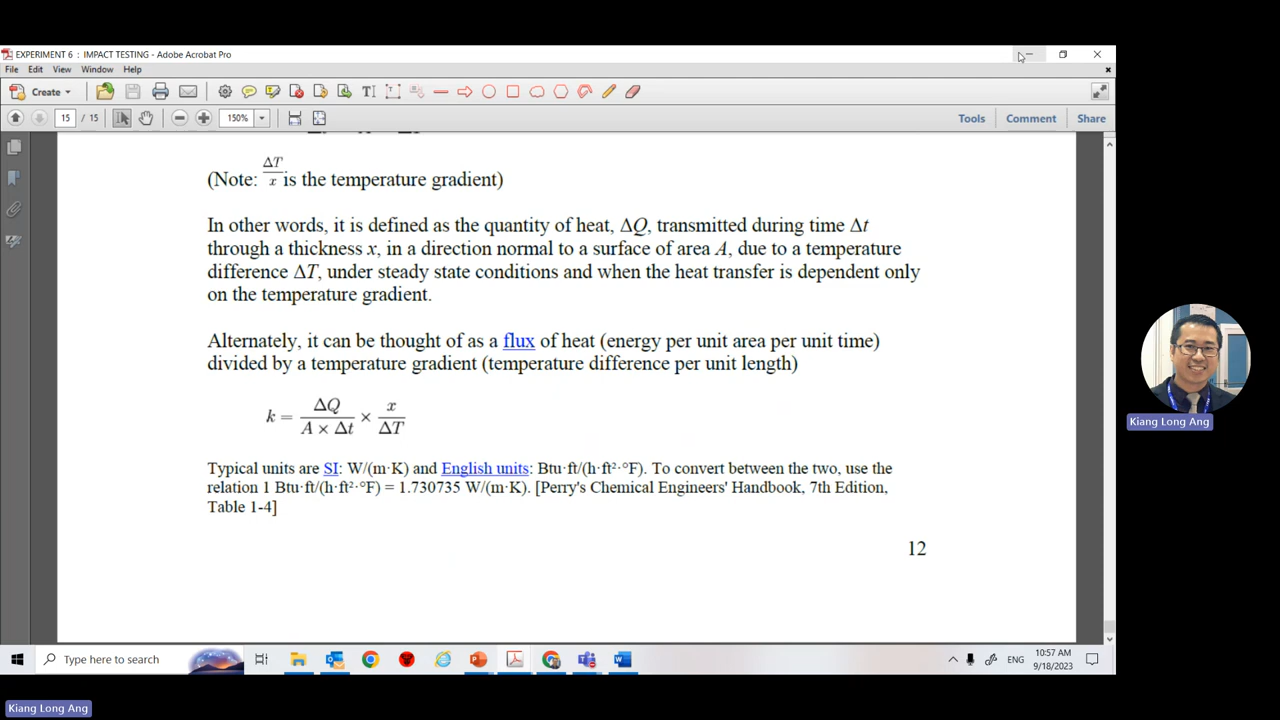 EXPERIMENT 6 : IMPACT TESTING - Adobe Acrobat Pro
File Edit View Window Help
Create
15 / 15 150% Tools Comment Share
(Note: ΔT/x is the temperature gradient)
In other words, it is defined as the quantity of heat, ΔQ, transmitted during time Δt
through a thickness x, in a direction normal to a surface of area A, due to a temperature
difference ΔT, under steady state conditions and when the heat transfer is dependent only
on the temperature gradient.
Alternately, it can be thought of as a flux of heat (energy per unit area per unit time)
divided by a temperature gradient (temperature difference per unit length)
k = ΔQ/(A × Δt) × x/ΔT
Typical units are SI: W/(m·K) and English units: Btu·ft/(h·ft²·°F). To convert between the two, use the
relation 1 Btu·ft/(h·ft²·°F) = 1.730735 W/(m·K). [Perry's Chemical Engineers' Handbook, 7th Edition,
Table 1-4]
12
Kiang Long Ang
Type here to search
ENG
10:57 AM
9/18/2023
Kiang Long Ang